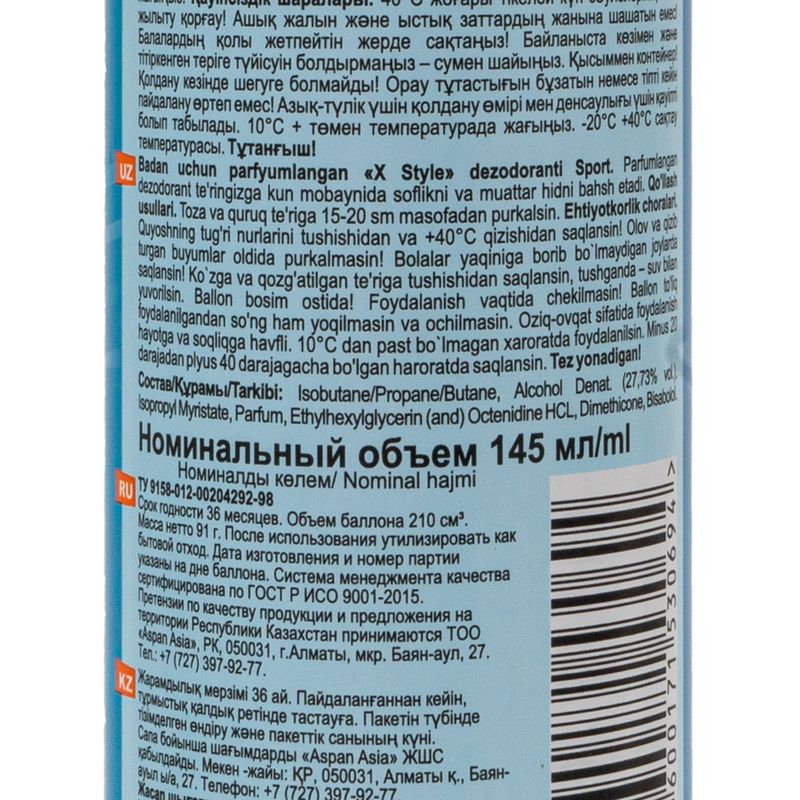 Қауіпсіздік шаралары: 40°C жоғары тікелей күн
жылыту қорғау! Ашық жалын және ыстық заттардың жанына шашатын емес!
Балалардың қолы жетпейтін жерде сақтаңыз! Байланыста көзімен және
тітіркенген теріге түйісуін болдырмаңыз – сумен шайыңыз. Қысыммен контейнер!
Қолдану кезінде шегуге болмайды! Орау тұтастығын бұзатын немесе тіпті кейін
пайдалану өртеп емес! Азық-түлік үшін қолдану өмірі мен денсаулығы үшін қауіпті
болып табылады. 10°C + төмен температурада жағыңыз. -20°C +40°C сақтау
температурасы. Тұтанғыш!
UZ Badan uchun parfyumlangan «X Style» dezodoranti Sport. Parfumlangan
dezodorant te'ringizga kun mobaynida soflikni va muattar hidni bahsh etadi. Qo'llash
usullari. Toza va quruq te'riga 15-20 sm masofadan purkalsin. Ehtiyotkorlik choralari.
Quyoshning tug'ri nurlarini tushishidan va +40°C qizishidan saqlansin! Olov va qizib
turgan buyumlar oldida purkalmasin! Bolalar yaqiniga borib bo`lmaydigan joylarda
saqlansin! Ko`zga va qozg'atilgan te'riga tushishidan saqlansin, tushganda – suv bilan
yuvorilsin. Ballon bosim ostida! Foydalanish vaqtida chekilmasin! Ballon to'liq
foydalanilganidan so'ng ham yoqilmasin va ochilmasin. Oziq-ovqat sifatida foydalanish
hayotga va soqliqqa havfli. 10°C dan past bo`lmagan xaroratda foydalanilsin. Minus 20
darajadan plyus 40 darajagacha bo'lgan haroratda saqlansin. Tez yonadigan!
Состав/Құрамы/Tarkibi: Isobutane/Propane/Butane, Alcohol Denat. (27,73% vol.),
Isopropyl Myristate, Parfum, Ethylhexylglycerin (and) Octenidine HCL, Dimethicone, Bisabolol.
Номинальный объем 145 мл/ml
Номиналды көлем/ Nominal hajmi
RU ТУ 9158-012-00204292-98
Срок годности 36 месяцев. Объем баллона 210 см³.
Масса нетто 91 г. После использования утилизировать как
бытовой отход. Дата изготовления и номер партии
указаны на дне баллона. Система менеджмента качества
сертифицирована по ГОСТ Р ИСО 9001-2015.
Претензии по качеству продукции и предложения на
территории Республики Казахстан принимаются ТОО
«Aspan Asia», РК, 050031, г.Алматы, мкр. Баян-аул, 27.
Тел.: +7 (727) 397-92-77.
KZ Жарамдылық мерзімі 36 ай. Пайдаланғаннан кейін,
тұрмыстық қалдық ретінде тастауға. Пакетін түбінде
тізімделген өндіру және пакеттік санының күні.
Сапа бойынша шағымдарды «Aspan Asia» ЖШС
қабылдайды. Мекен -жайы: ҚР, 050031, Алматы қ., Баян-
ауыл ы/а, 27. Телефон: +7 (727) 397-92-77.
600171530694>